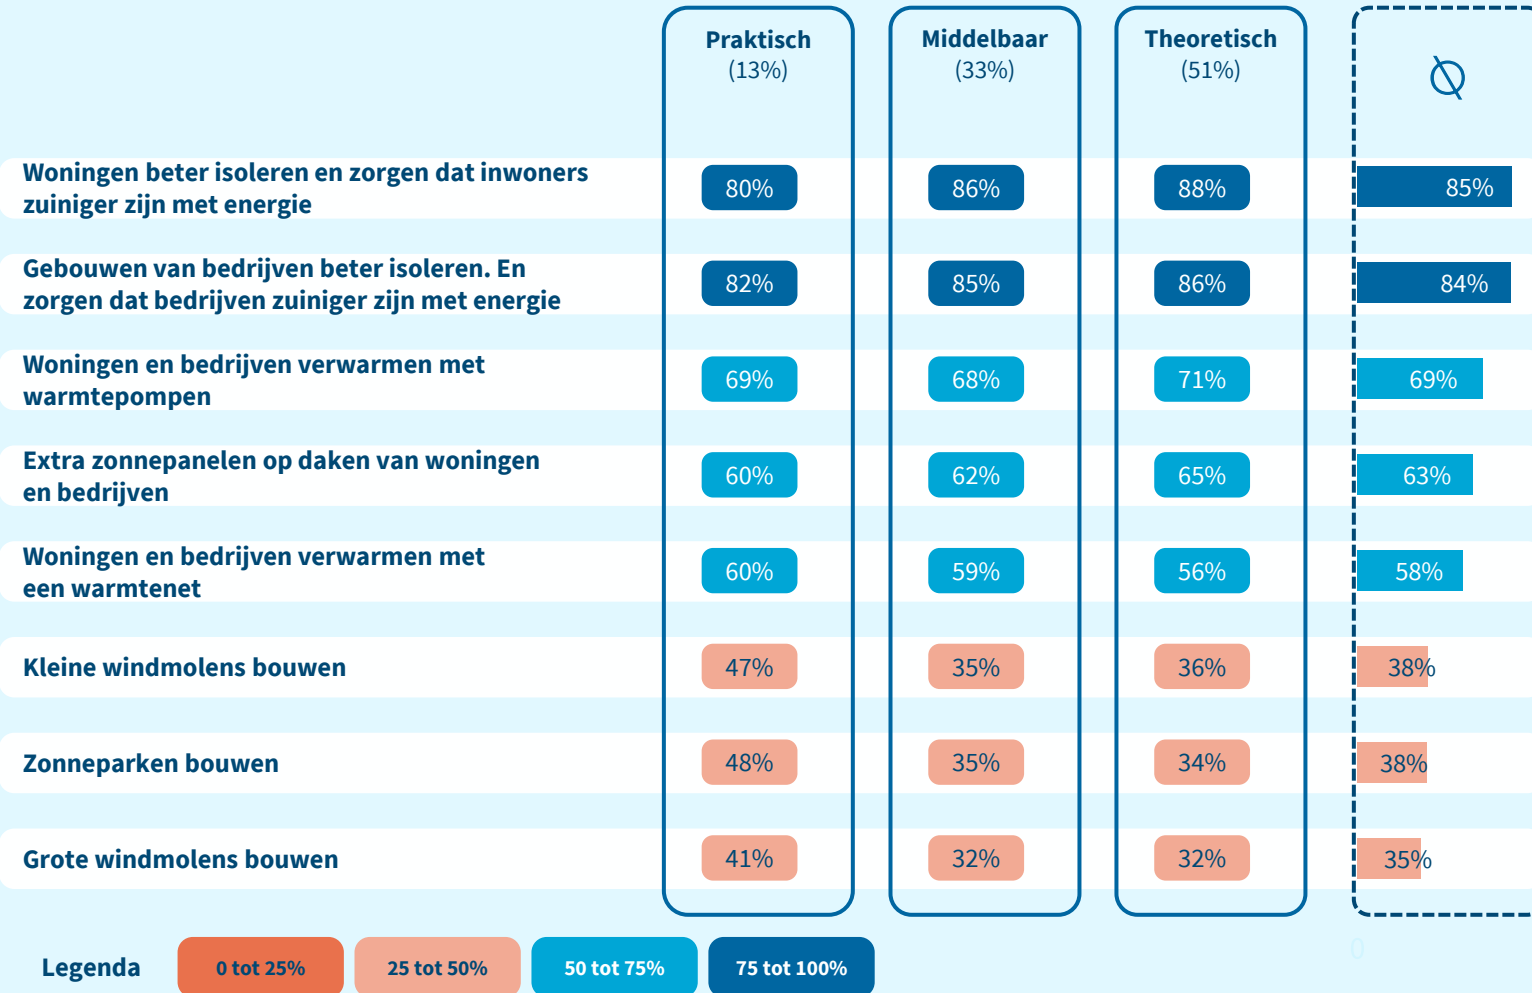 Praktisch Middelbaar Theoretisch
(13%) (33%) (51%) Ø
Woningen beter isoleren en zorgen dat inwoners
zuiniger zijn met energie
80% 86% 88% 85%
Gebouwen van bedrijven beter isoleren. En
zorgen dat bedrijven zuiniger zijn met energie
82% 85% 86% 84%
Woningen en bedrijven verwarmen met
warmtepompen
69% 68% 71% 69%
Extra zonnepanelen op daken van woningen
en bedrijven
60% 62% 65% 63%
Woningen en bedrijven verwarmen met
een warmtenet
60% 59% 56% 58%
Kleine windmolens bouwen 47% 35% 36% 38%
Zonneparken bouwen 48% 35% 34% 38%
Grote windmolens bouwen 41% 32% 32% 35%
0
Legenda 0 tot 25% 25 tot 50% 50 tot 75% 75 tot 100%